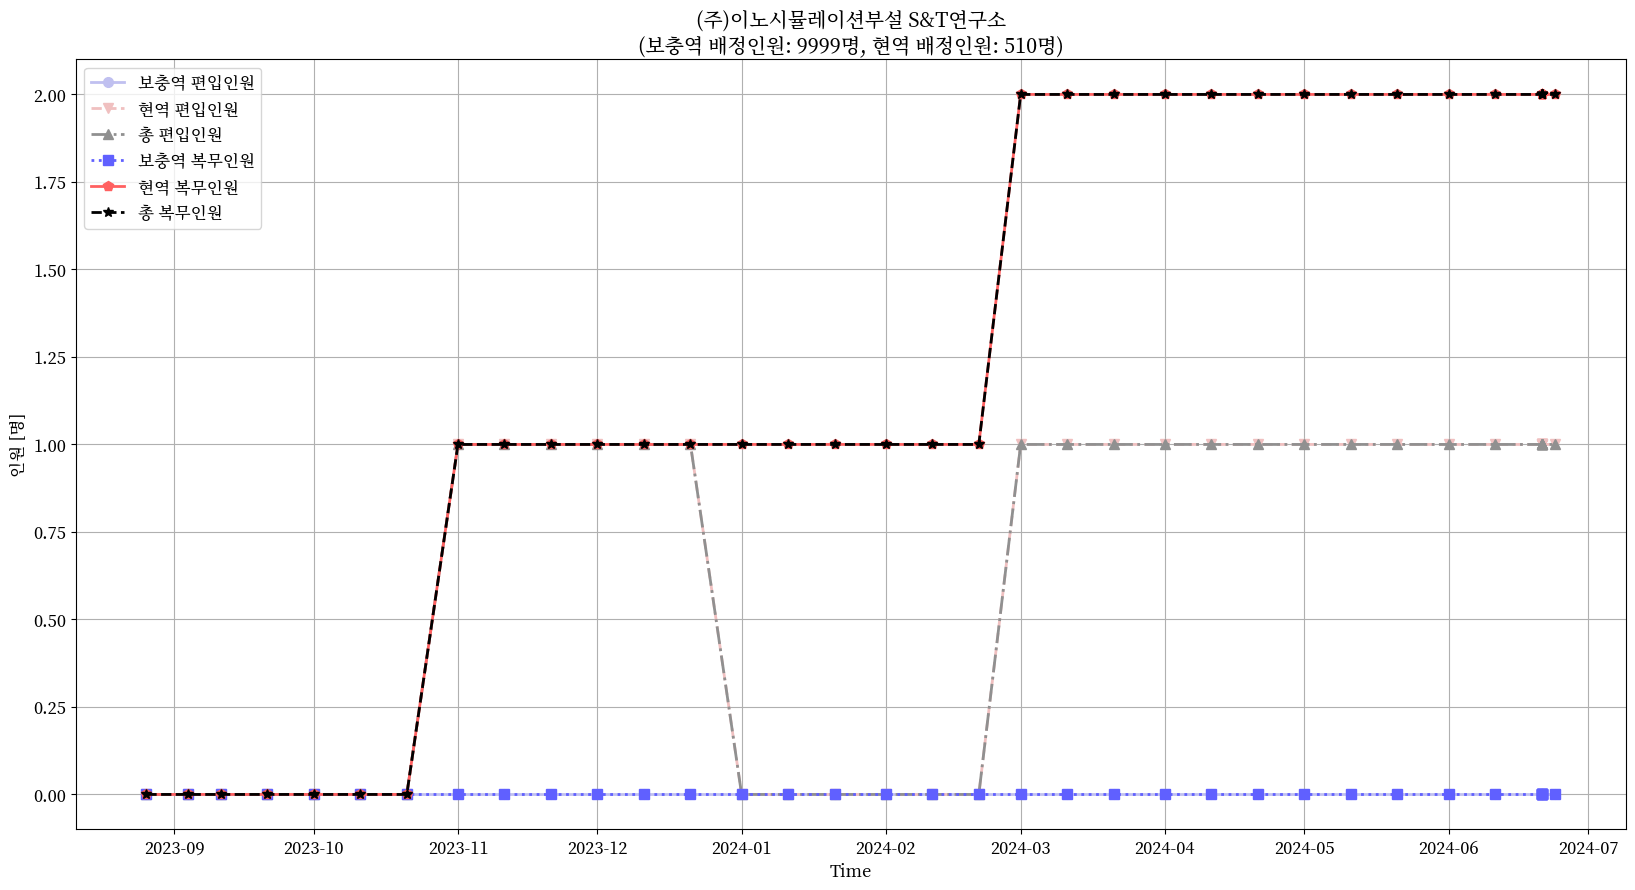 (주)이노시뮬레이션부설 S&T연구소
(보충역 배정인원: 9999명, 현역 배정인원: 510명)
보충역 편입인원
현역 편입인원
총 편입인원
보충역 복무인원
현역 복무인원
총 복무인원
2.00
1.75
1.50
1.25
1.00
0.75
0.50
0.25
0.00
인원 [명]
2023-09 2023-10 2023-11 2023-12 2024-01 2024-02 2024-03 2024-04 2024-05 2024-06 2024-07
Time